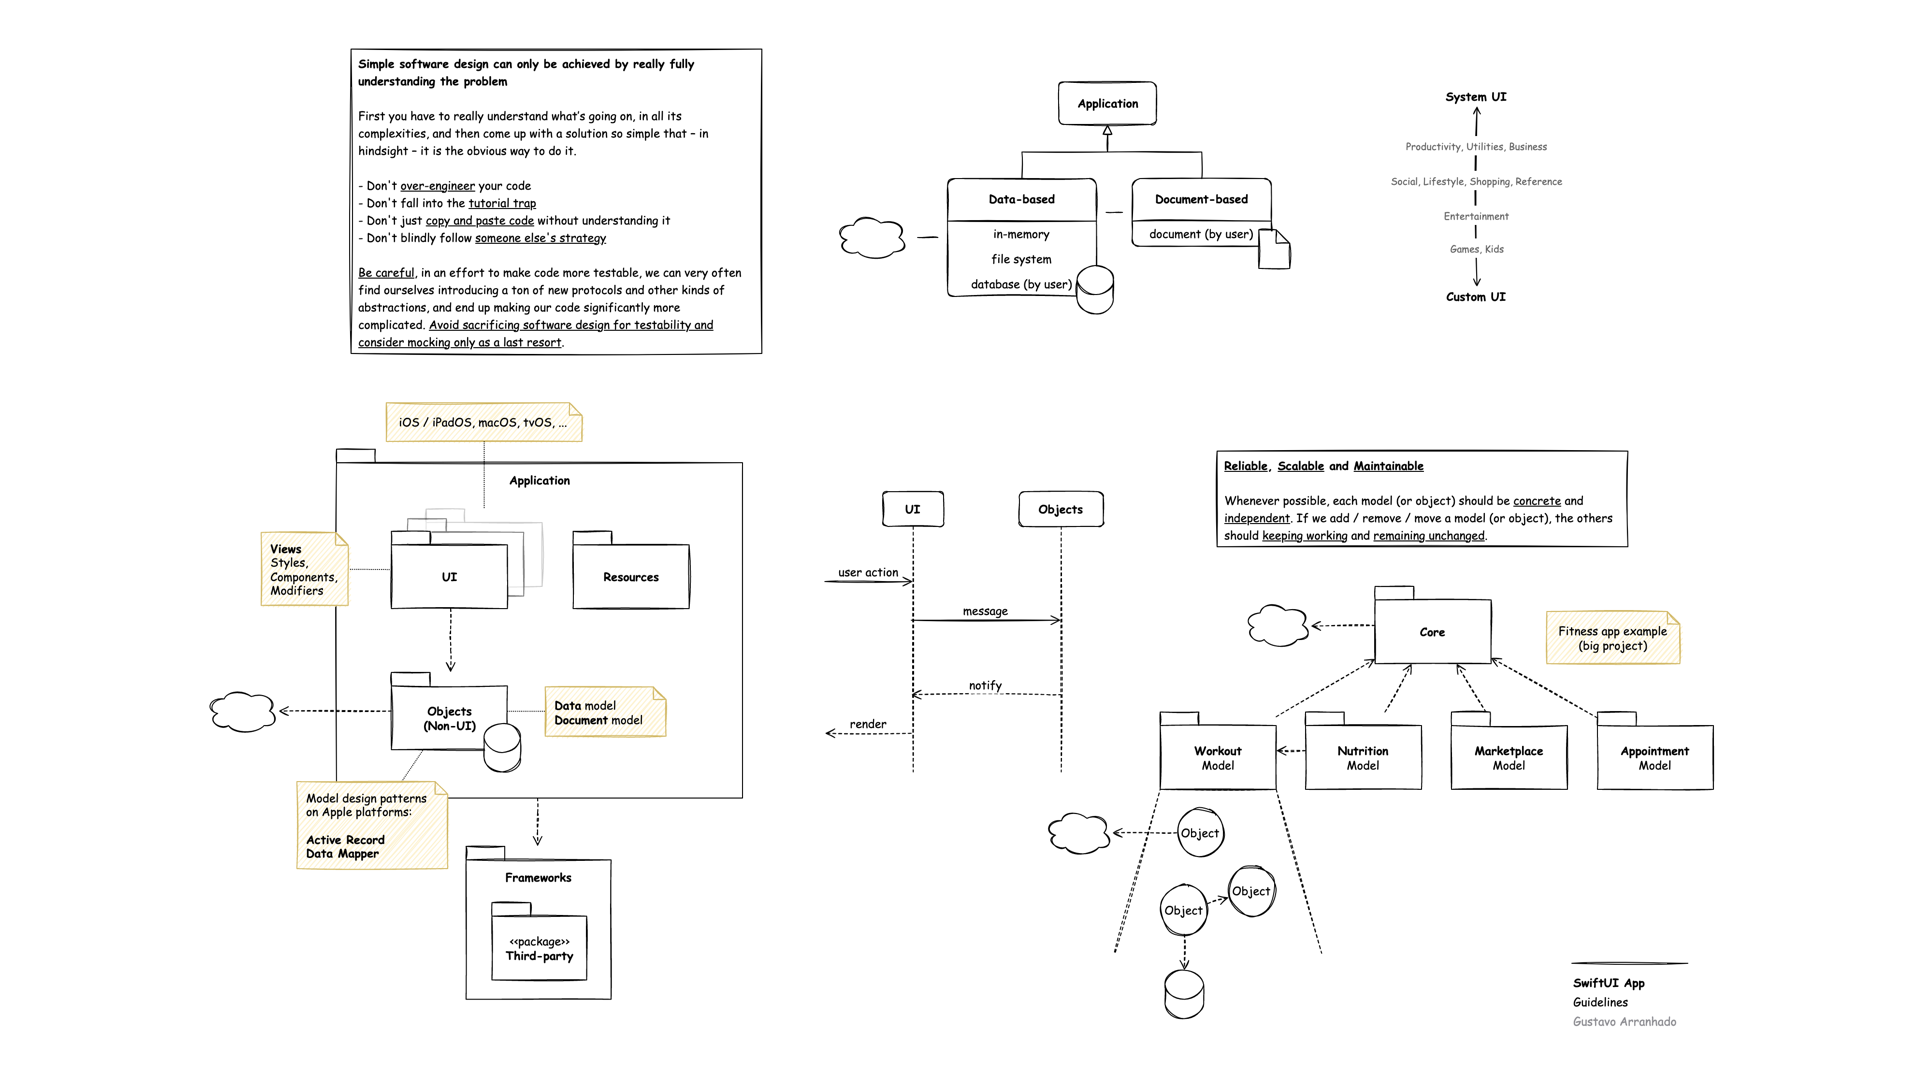 Simple software design can only be achieved by really fully
understanding the problem
First you have to really understand what's going on, in all its
complexities, and then come up with a solution so simple that – in
hindsight – it is the obvious way to do it.
- Don't over-engineer your code
- Don't fall into the tutorial trap
- Don't just copy and paste code without understanding it
- Don't blindly follow someone else's strategy
Be careful, in an effort to make code more testable, we can very often
find ourselves introducing a ton of new protocols and other kinds of
abstractions, and end up making our code significantly more
complicated. Avoid sacrificing software design for testability and
consider mocking only as a last resort.
Application
Data-based
in-memory
file system
database (by user)
Document-based
document (by user)
System UI
Productivity, Utilities, Business
Social, Lifestyle, Shopping, Reference
Entertainment
Games, Kids
Custom UI
iOS / iPadOS, macOS, tvOS, ...
Application
Views
Styles,
Components,
Modifiers
UI
Resources
Objects
(Non-UI)
Data model
Document model
Model design patterns
on Apple platforms:
Active Record
Data Mapper
Frameworks
<<package>>
Third-party
UI
Objects
user action
message
notify
render
Reliable, Scalable and Maintainable
Whenever possible, each model (or object) should be concrete and
independent. If we add / remove / move a model (or object), the others
should keeping working and remaining unchanged.
Core
Fitness app example
(big project)
Workout
Model
Nutrition
Model
Marketplace
Model
Appointment
Model
Object
Object
Object
SwiftUI App
Guidelines
Gustavo Arranhado